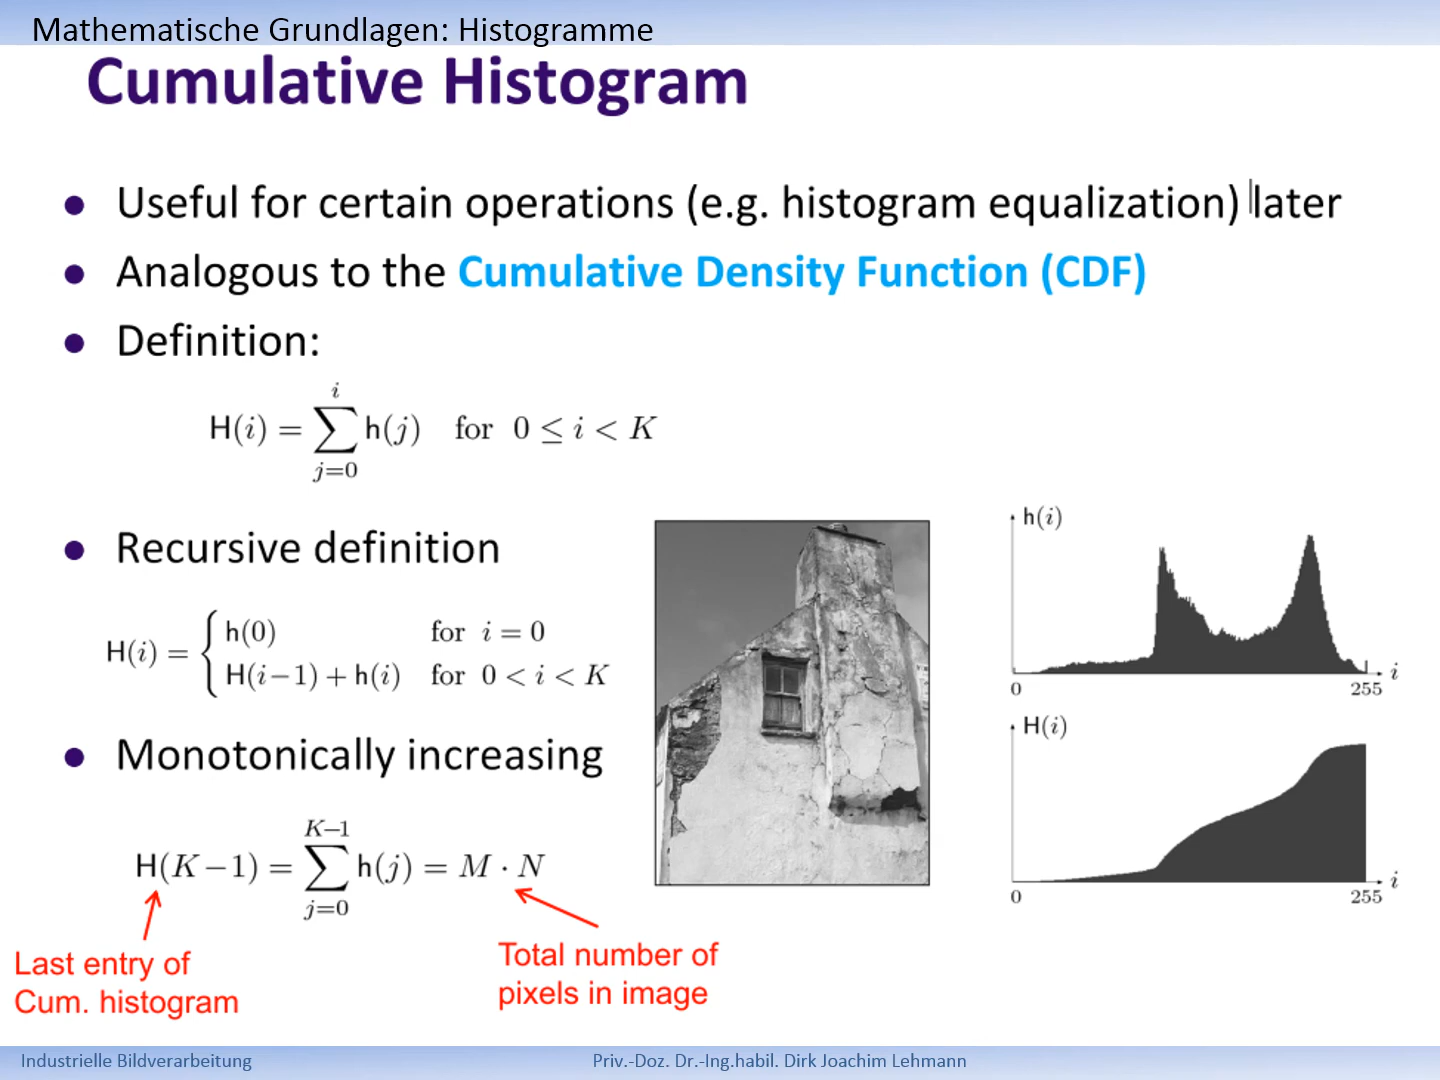 Mathematische Grundlagen: Histogramme
Cumulative Histogram
● Useful for certain operations (e.g. histogram equalization) later
● Analogous to the Cumulative Density Function (CDF)
● Definition:
H(i) = ∑_{j=0}^{i} h(j) for 0 ≤ i < K
● Recursive definition
H(i) = { h(0) for i = 0
H(i−1) + h(i) for 0 < i < K
● Monotonically increasing
H(K−1) = ∑_{j=0}^{K−1} h(j) = M · N
Last entry of
Cum. histogram
Total number of
pixels in image
h(i)
i
0 255
H(i)
i
0 255
Industrielle Bildverarbeitung
Priv.-Doz. Dr.-Ing.habil. Dirk Joachim Lehmann